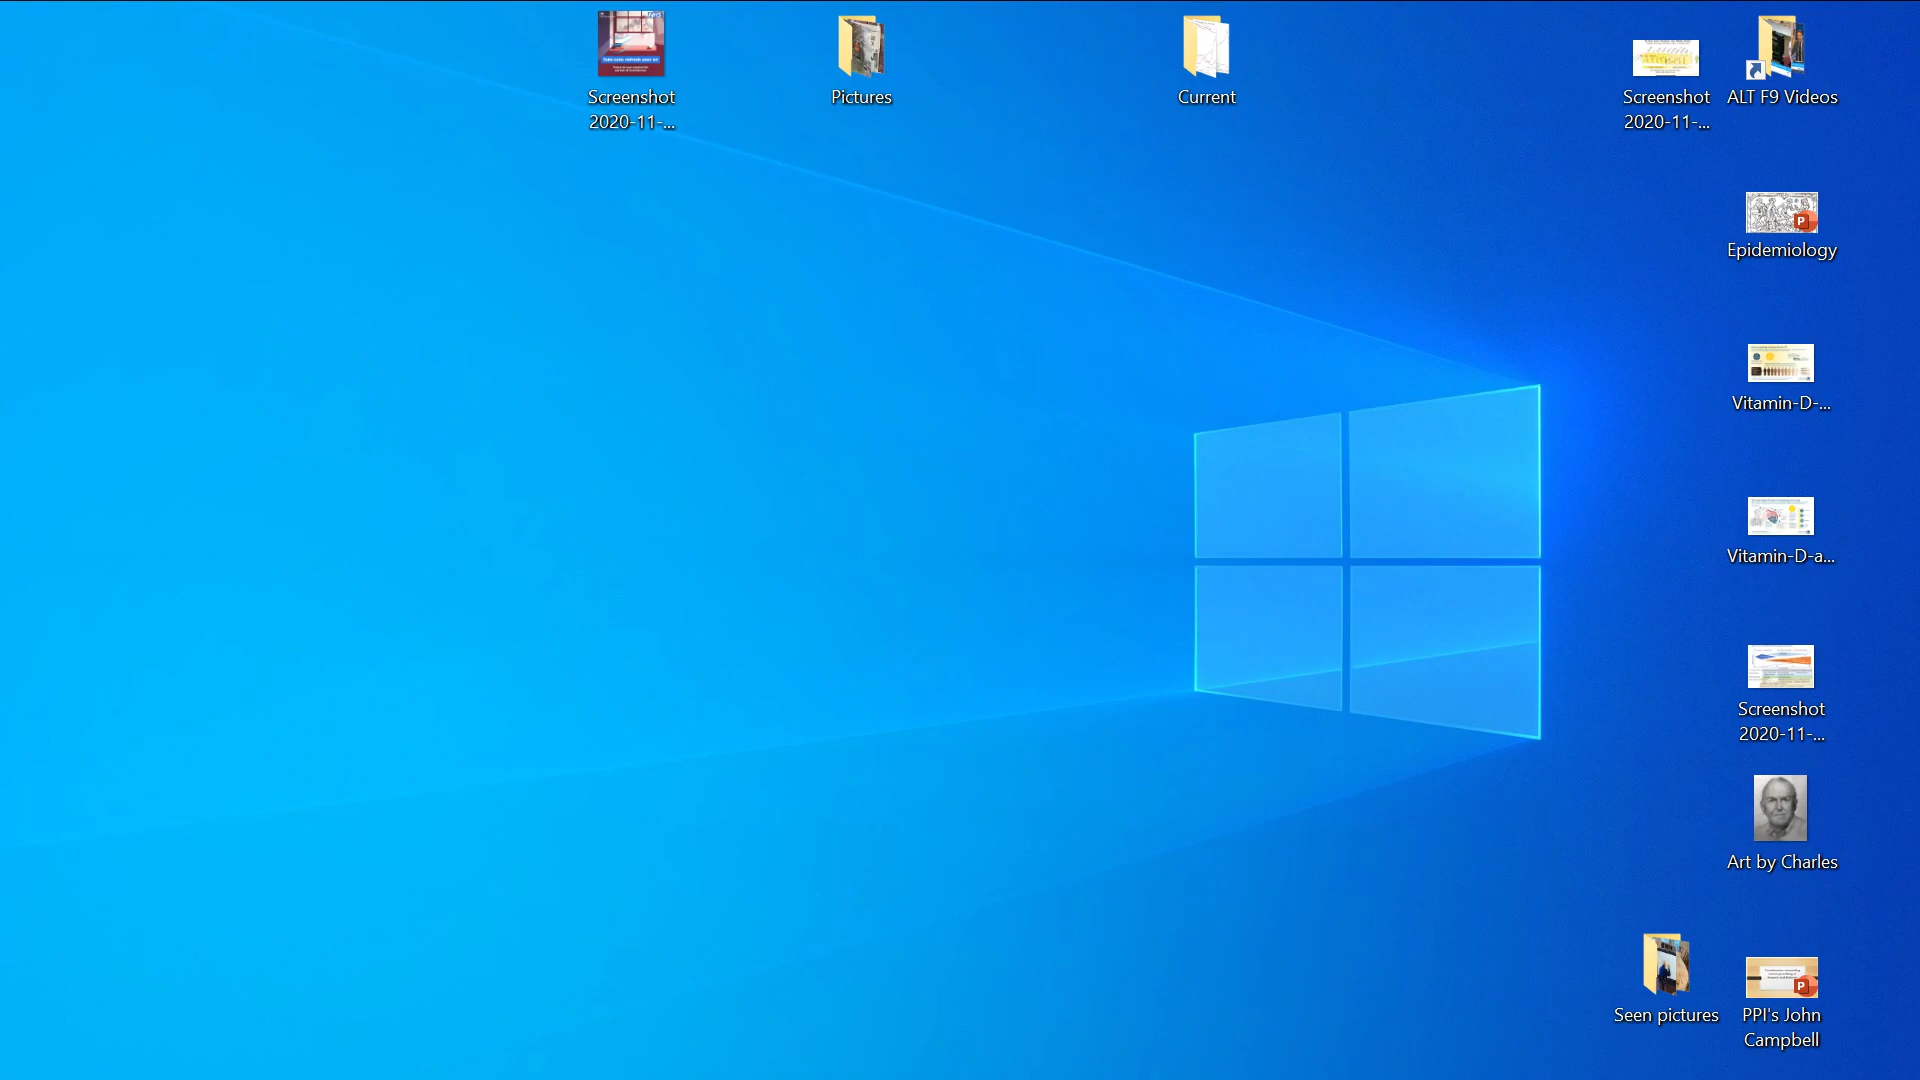 Screenshot
2020-11-...
Pictures
Current
Screenshot
2020-11-...
ALT F9 Videos
Epidemiology
Vitamin-D-...
Vitamin-D-a...
Screenshot
2020-11-...
Art by Charles
Seen pictures
PPI's John
Campbell